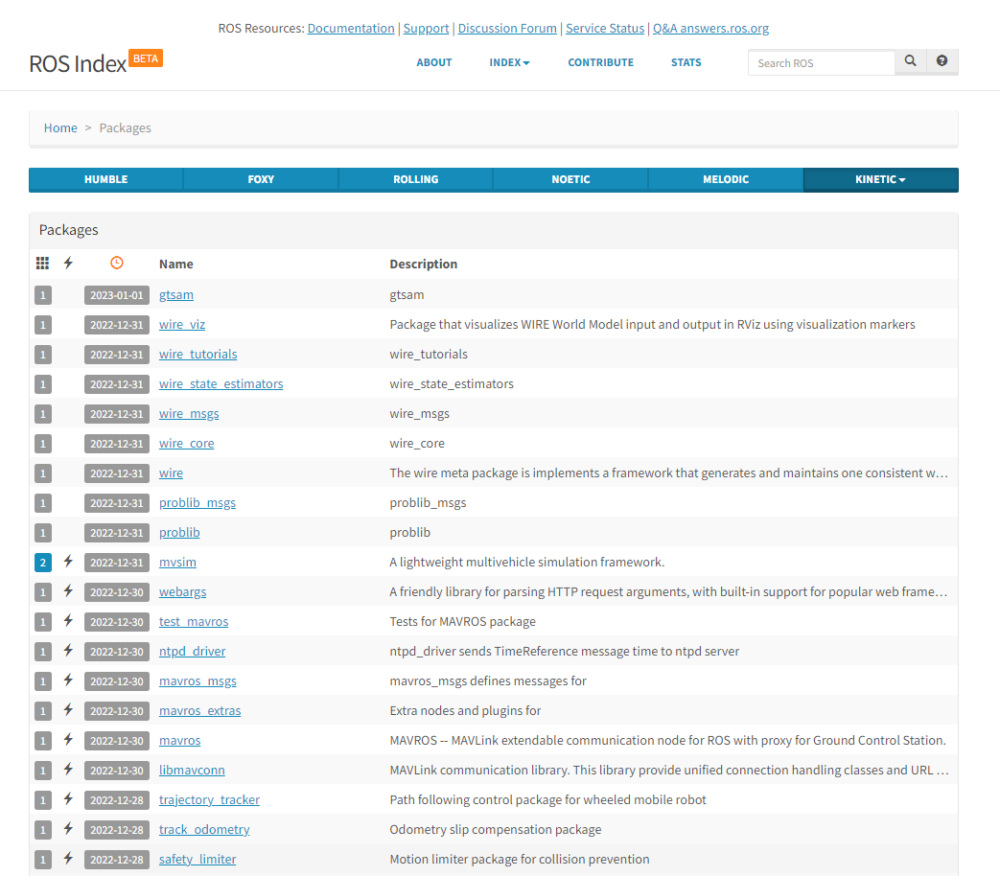 ROS Resources: Documentation | Support | Discussion Forum | Service Status | Q&A answers.ros.org
ROS Index BETA
ABOUT INDEX CONTRIBUTE STATS Search ROS
Home > Packages
HUMBLE FOXY ROLLING NOETIC MELODIC KINETIC
Packages
Name Description
1 2023-01-01 gtsam gtsam
1 2022-12-31 wire_viz Package that visualizes WIRE World Model input and output in RViz using visualization markers
1 2022-12-31 wire_tutorials wire_tutorials
1 2022-12-31 wire_state_estimators wire_state_estimators
1 2022-12-31 wire_msgs wire_msgs
1 2022-12-31 wire_core wire_core
1 2022-12-31 wire The wire meta package is implements a framework that generates and maintains one consistent w…
1 2022-12-31 problib_msgs problib_msgs
1 2022-12-31 problib problib
2 2022-12-31 mvsim A lightweight multivehicle simulation framework.
1 2022-12-30 webargs A friendly library for parsing HTTP request arguments, with built-in support for popular web frame…
1 2022-12-30 test_mavros Tests for MAVROS package
1 2022-12-30 ntpd_driver ntpd_driver sends TimeReference message time to ntpd server
1 2022-12-30 mavros_msgs mavros_msgs defines messages for
1 2022-12-30 mavros_extras Extra nodes and plugins for
1 2022-12-30 mavros MAVROS -- MAVLink extendable communication node for ROS with proxy for Ground Control Station.
1 2022-12-30 libmavconn MAVLink communication library. This library provide unified connection handling classes and URL …
1 2022-12-28 trajectory_tracker Path following control package for wheeled mobile robot
1 2022-12-28 track_odometry Odometry slip compensation package
1 2022-12-28 safety_limiter Motion limiter package for collision prevention